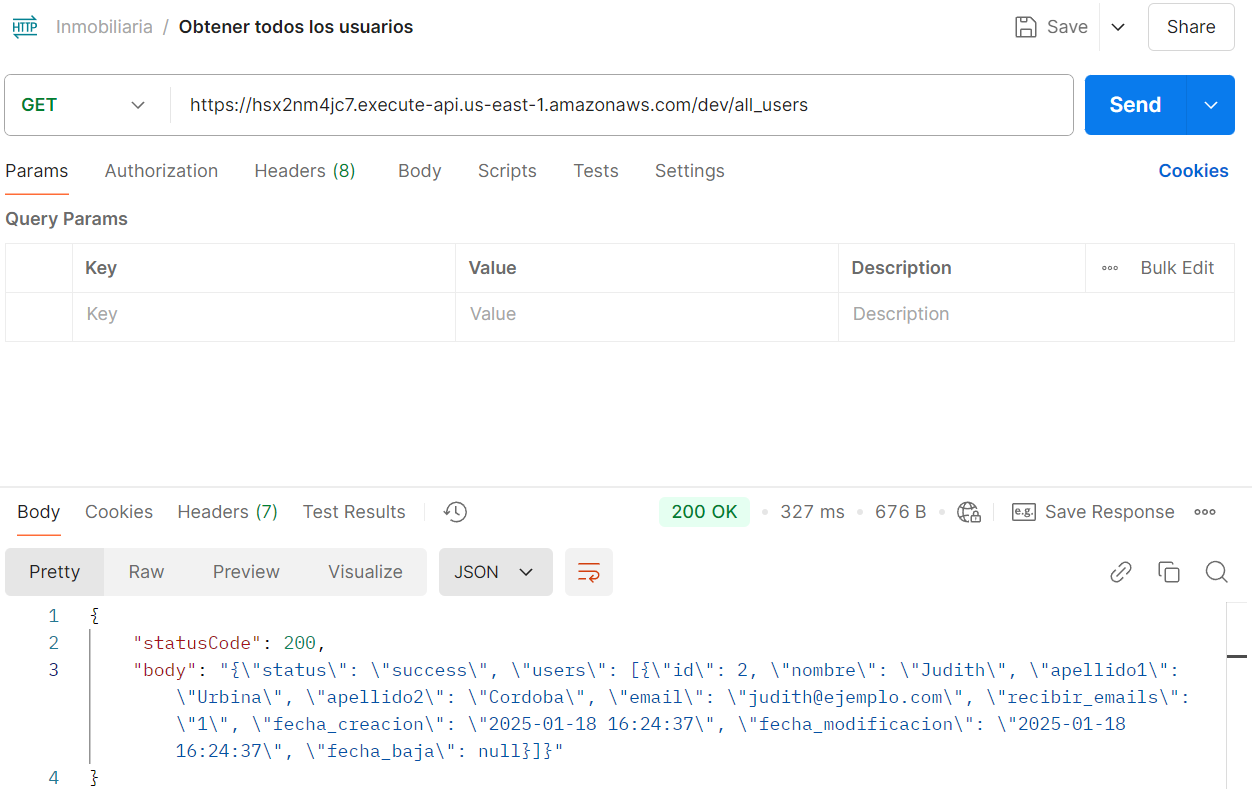 HTTP Inmobiliaria / Obtener todos los usuarios Save Share
GET https://hsx2nm4jc7.execute-api.us-east-1.amazonaws.com/dev/all_users Send
Params Authorization Headers (8) Body Scripts Tests Settings Cookies
Query Params
Key Value Description ooo Bulk Edit
Key Value Description
Body Cookies Headers (7) Test Results 200 OK • 327 ms • 676 B • e.g. Save Response ooo
Pretty Raw Preview Visualize JSON
1 {
2 "statusCode": 200,
3 "body": "{\"status\": \"success\", \"users\": [{\"id\": 2, \"nombre\": \"Judith\", \"apellido1\":
\"Urbina\", \"apellido2\": \"Cordoba\", \"email\": \"judith@ejemplo.com\", \"recibir_emails\":
\"1\", \"fecha_creacion\": \"2025-01-18 16:24:37\", \"fecha_modificacion\": \"2025-01-18
16:24:37\", \"fecha_baja\": null}]}"
4 }